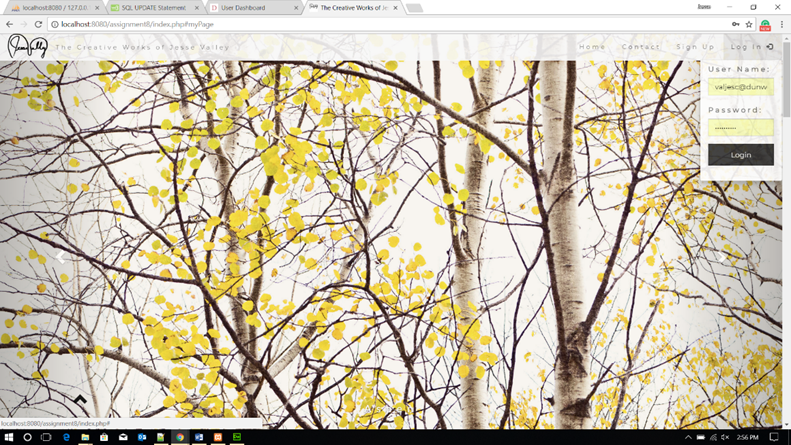 localhost:8080 / 127.0.0.
SQL UPDATE Statement
User Dashboard
The Creative Works of Je
localhost:8080/assignment8/index.php#myPage
The Creative Works of Jesse Valley
Home
Contact
Sign Up
Log In
User Name:
valjesc@dunw
Password:
Login
localhost:8080/assignment8/index.php#
2:56 PM